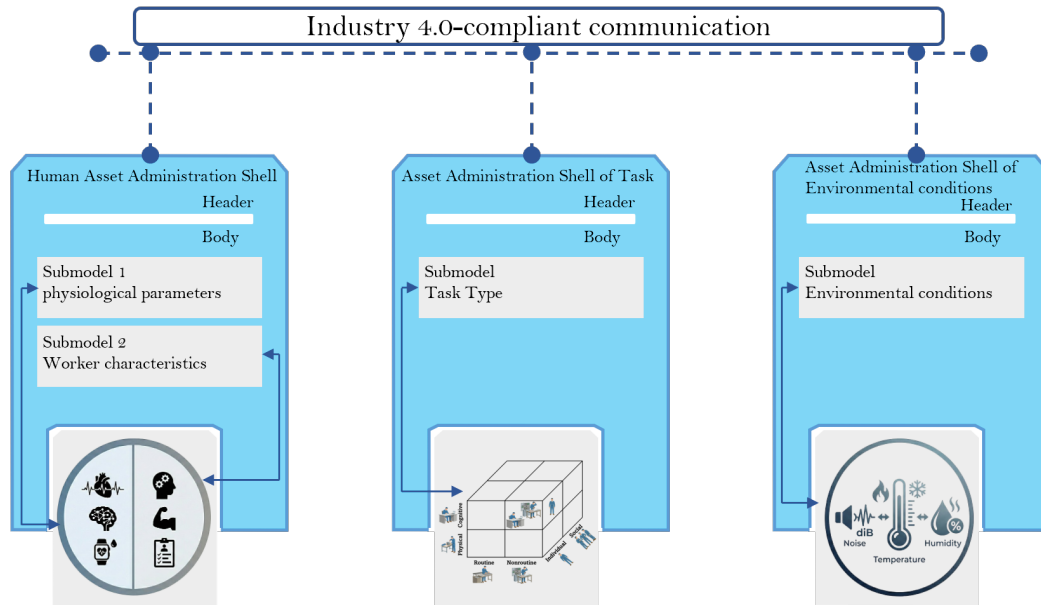 Industry 4.0-compliant communication
Human Asset Administration Shell
Header
Body
Submodel 1
physiological parameters
Submodel 2
Worker characteristics
Asset Administration Shell of Task
Header
Body
Submodel
Task Type
Cognitive
Physical
Routine
Nonroutine
Individual
Social
Asset Administration Shell of
Environmental conditions
Header
Body
Submodel
Environmental conditions
diB
Noise
Temperature
%
Humidity